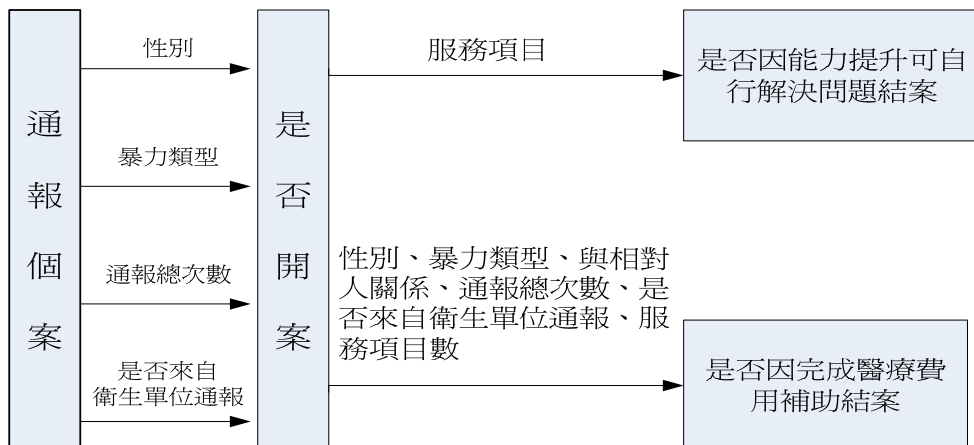 通報個案
性別
暴力類型
通報總次數
是否來自
衛生單位通報
是否開案
服務項目
是否因能力提升可自
行解決問題結案
性別、暴力類型、與相對
人關係、通報總次數、是
否來自衛生單位通報、服
務項目數
是否因完成醫療費
用補助結案